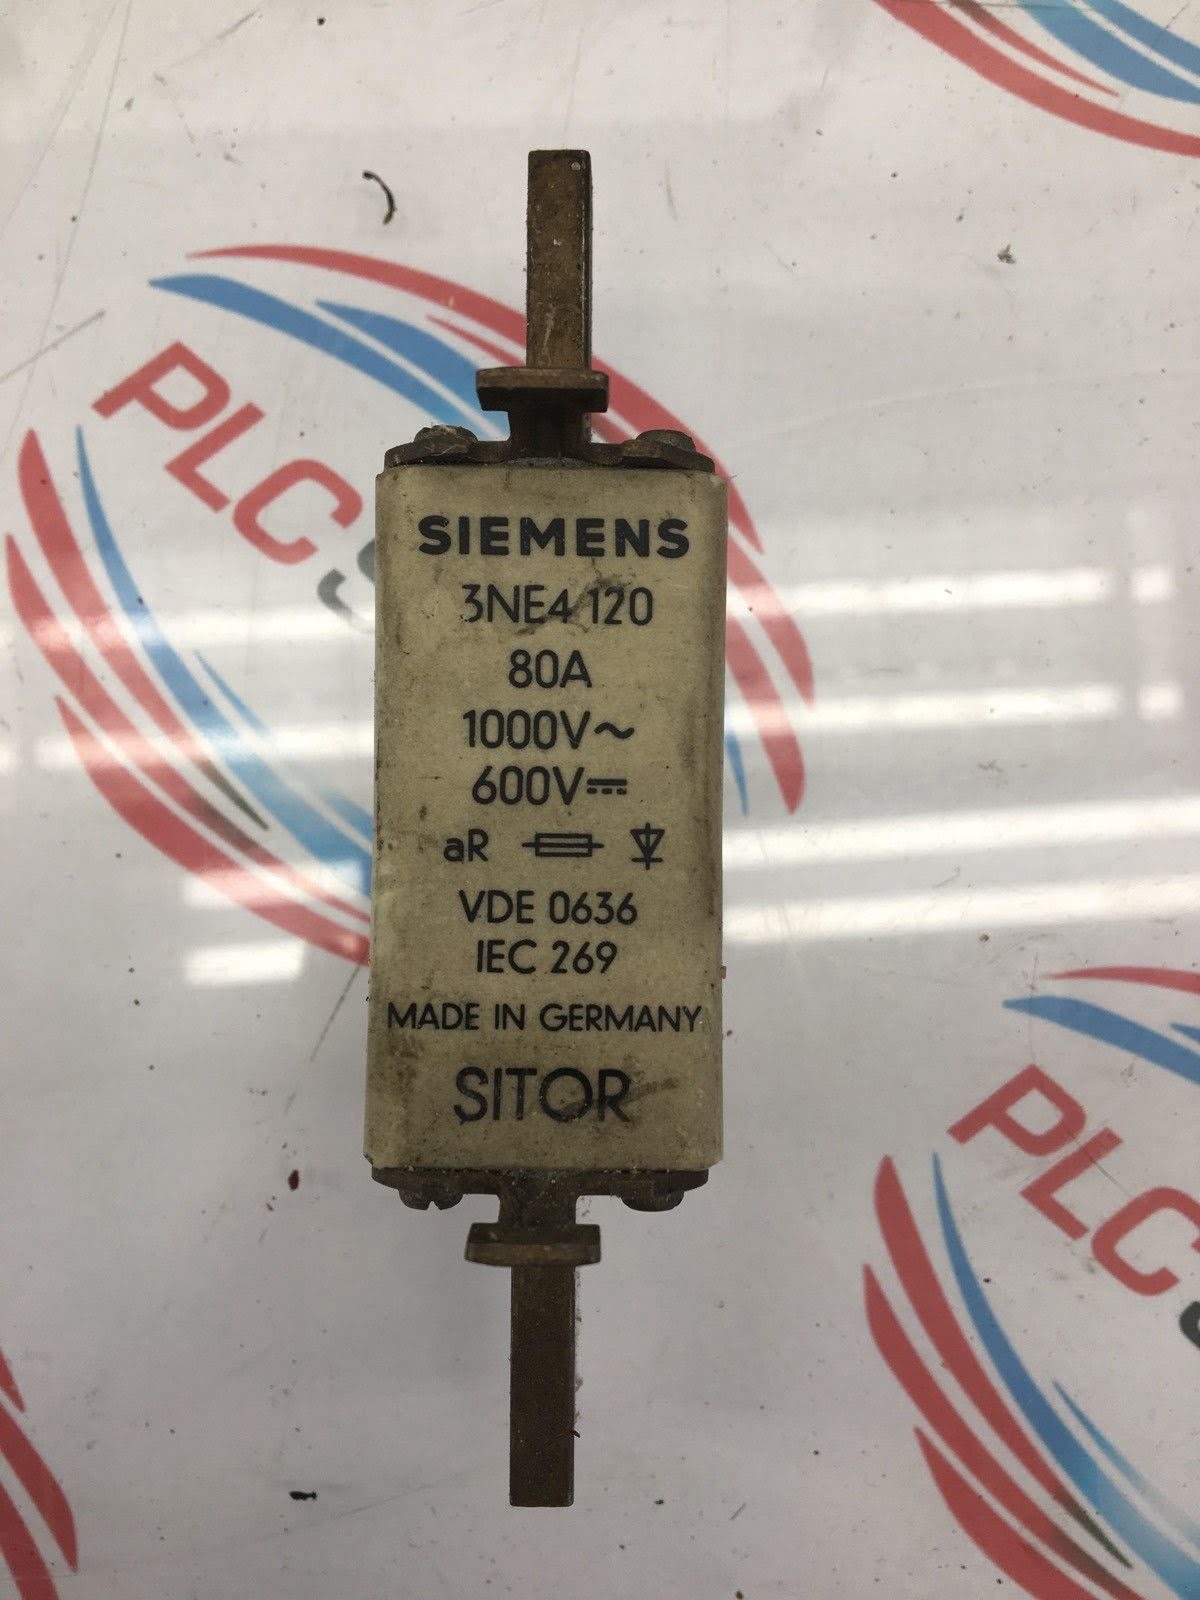 SIEMENS
3NE4 120
80A
1000V~
600V⎓
aR
VDE 0636
IEC 269
MADE IN GERMANY
SITOR
PLC
PLC